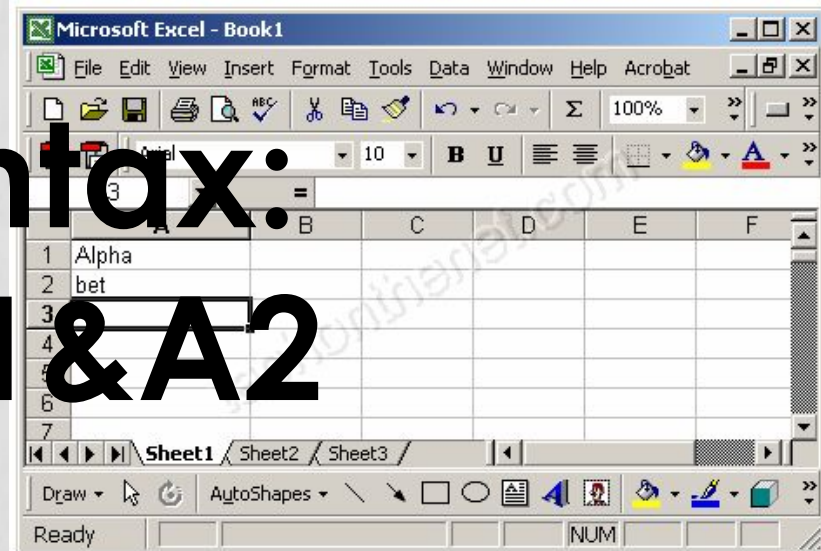 Microsoft Excel - Book1
File Edit View Insert Format Tools Data Window Help Acrobat
100%
10 B U A
ntax:
3 =
B C D E F
1 Alpha
2 bet
3
&A2
4
6
7
Sheet1 Sheet2 Sheet3
Draw AutoShapes
Ready NUM